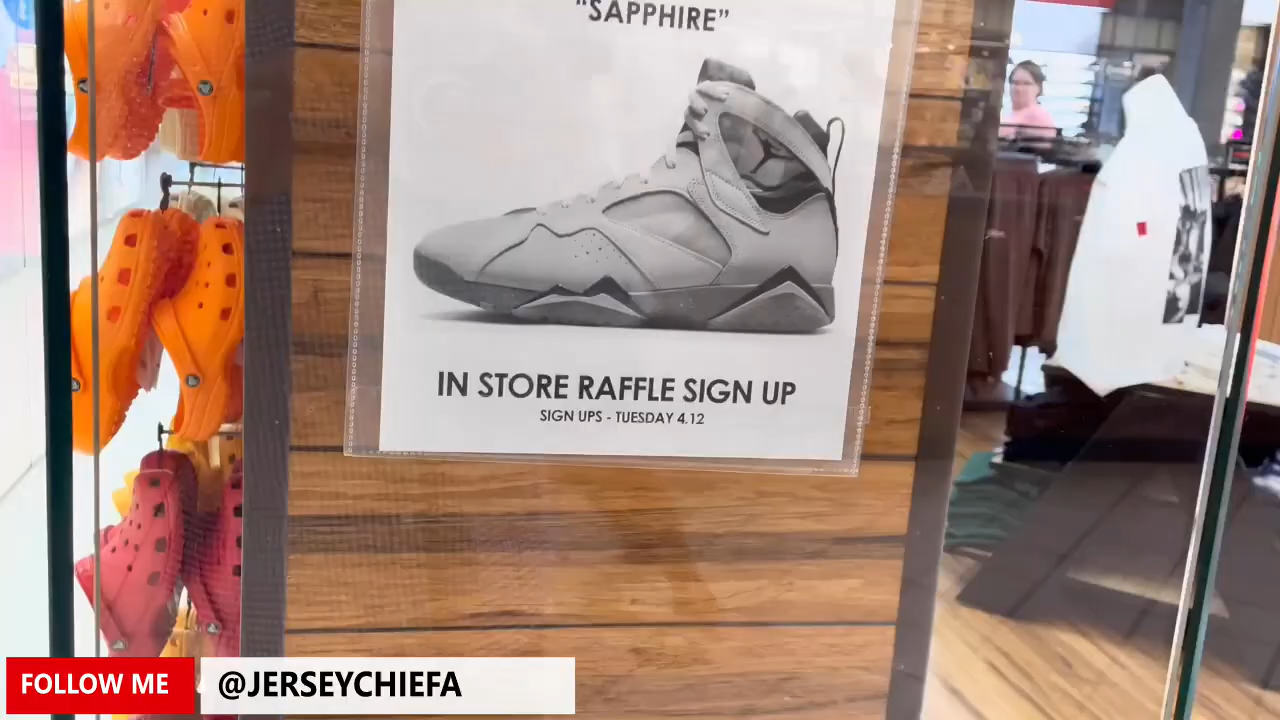 "SAPPHIRE"
IN STORE RAFFLE SIGN UP
SIGN UPS - TUESDAY 4.12
FOLLOW ME @JERSEYCHIEFA